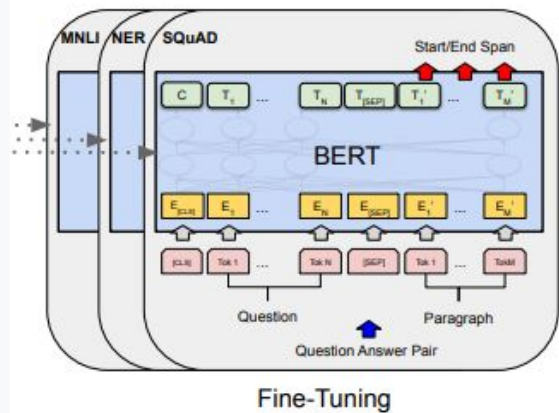 MNLI NER SQuAD
Start/End Span
C T1 ... TN T[SEP] T1' ... TM'
BERT
E[CLS] E1 ... EN E[SEP] E1' ... EM'
[CLS] Tok 1 ... Tok N [SEP] Tok 1 ... TokM
Question Paragraph
Question Answer Pair
Fine-Tuning